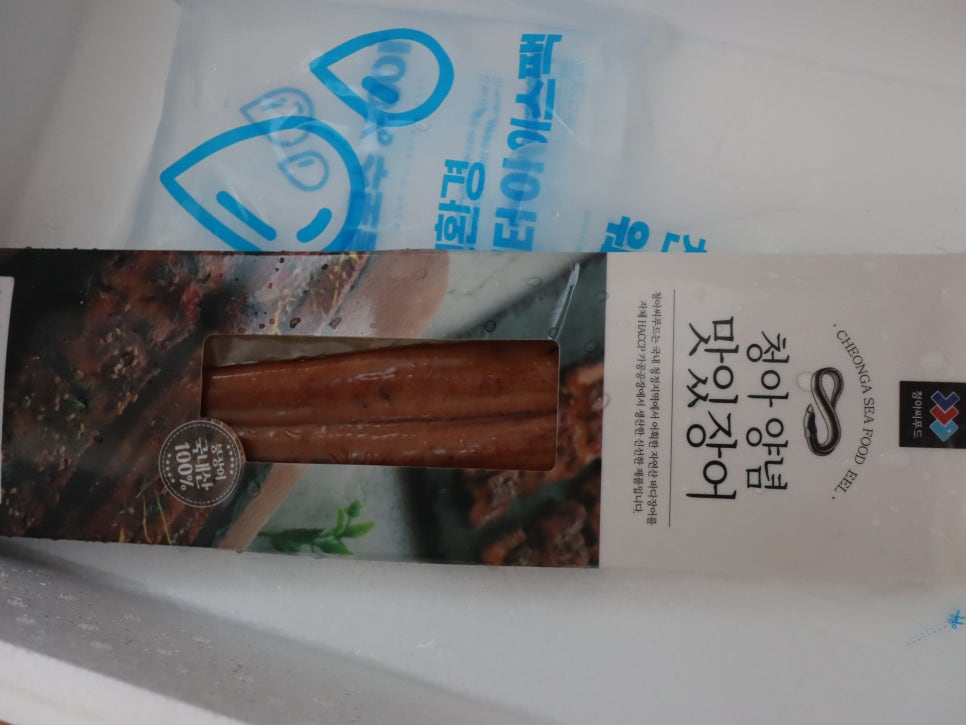 청아씨푸드
· CHEONGA SEA FOOD EEL ·
청아 양념
맛있장어
청아씨푸드는 국내 청정지역에서 어획한 자연산 바다장어를
자체 HACCP 가공공장에서 생산한 신선한 제품입니다.
붕장어
국내산
100%
100%